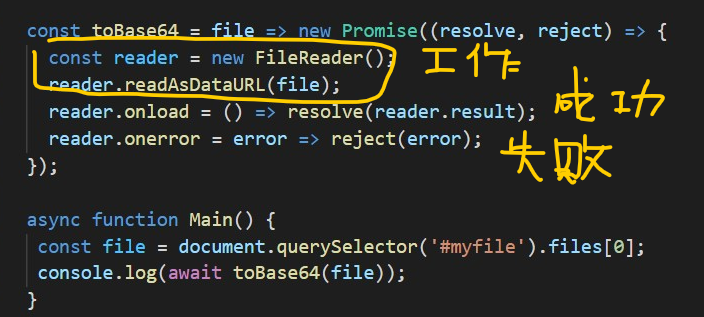 const toBase64 = file => new Promise((resolve, reject) => {
const reader = new FileReader(); 工作
reader.readAsDataURL(file);
reader.onload = () => resolve(reader.result); 成功
reader.onerror = error => reject(error); 失败
});
async function Main() {
const file = document.querySelector('#myfile').files[0];
console.log(await toBase64(file));
}